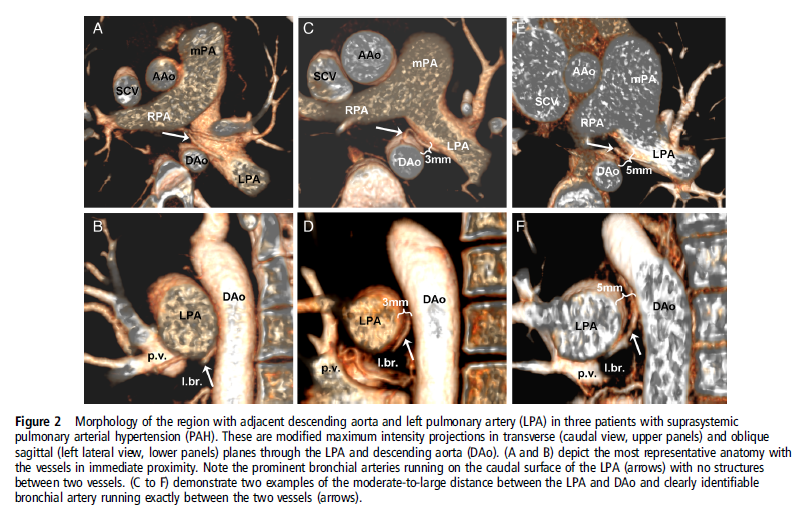 A
mPA
AAo
SCV
RPA
DAo
LPA
C
AAo
mPA
SCV
RPA
LPA
DAo
3mm
E
mPA
AAo
SCV
RPA
LPA
DAo
5mm
B
DAo
LPA
p.v.
l.br.
D
3mm
DAo
LPA
p.v.
l.br.
F
5mm
DAo
LPA
p.v.
l.br.
Figure 2 Morphology of the region with adjacent descending aorta and left pulmonary artery (LPA) in three patients with suprasystemic
pulmonary arterial hypertension (PAH). These are modified maximum intensity projections in transverse (caudal view, upper panels) and oblique
sagittal (left lateral view, lower panels) planes through the LPA and descending aorta (DAo). (A and B) depict the most representative anatomy with
the vessels in immediate proximity. Note the prominent bronchial arteries running on the caudal surface of the LPA (arrows) with no structures
between two vessels. (C to F) demonstrate two examples of the moderate-to-large distance between the LPA and DAo and clearly identifiable
bronchial artery running exactly between the two vessels (arrows).